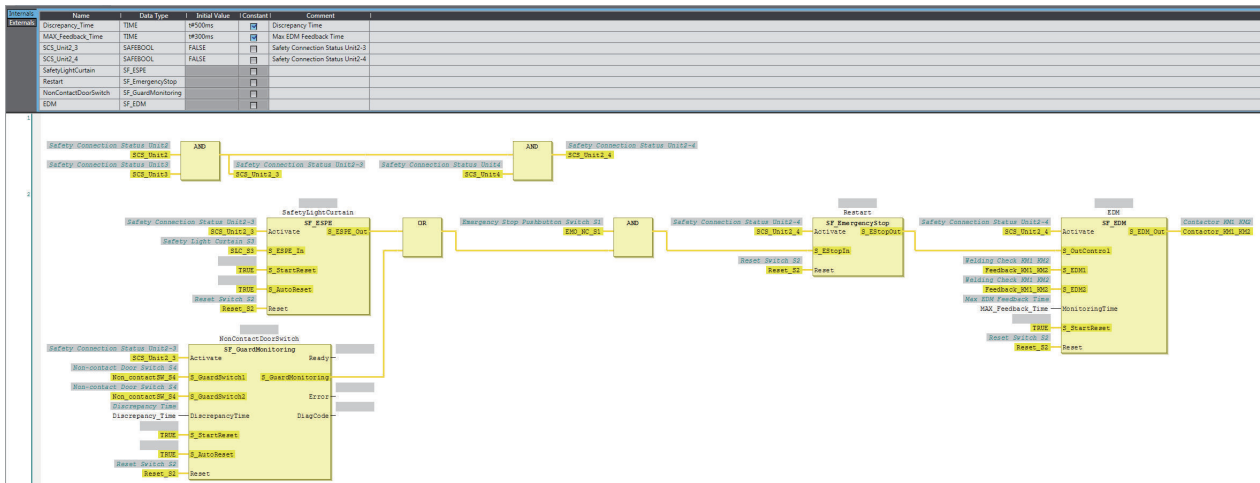 Internals
Externals
Name Data Type Initial Value Constant Comment
Discrepancy_Time TIME t#500ms Discrepancy Time
MAX_Feedback_Time TIME t#300ms Max EDM Feedback Time
SCS_Unit2_3 SAFEBOOL FALSE Safety Connection Status Unit2-3
SCS_Unit2_4 SAFEBOOL FALSE Safety Connection Status Unit2-4
SafetyLightCurtain SF_ESPE
Restart SF_EmergencyStop
NonContactDoorSwitch SF_GuardMonitoring
EDM SF_EDM
1
Safety Connection Status Unit2 AND AND Safety Connection Status Unit2-4
SCS_Unit2 SCS_Unit2_4
Safety Connection Status Unit3 Safety Connection Status Unit2-3 Safety Connection Status Unit4
SCS_Unit3 SCS_Unit2_3 SCS_Unit4
2
SafetyLightCurtain Restart EDM
Safety Connection Status Unit2-3 SF_ESPE OR Emergency Stop Pushbutton Switch S1 AND Safety Connection Status Unit2-4 SF_EmergencyStop Safety Connection Status Unit2-4 SF_EDM Contactor KM1 KM2
SCS_Unit2_3 Activate S_ESPE_Out EMO_NC_S1 SCS_Unit2_4 Activate S_EStopOut SCS_Unit2_4 Activate S_EDM_Out Contactor_KM1_KM2
Safety Light Curtain S3
SLC_S3 S_ESPE_In S_EStopIn S_OutControl
Reset Switch S2 Welding Check KM1 KM2
TRUE S_StartReset Reset_S2 Reset Feedback_KM1_KM2 S_EDM1
Welding Check KM1 KM2
TRUE S_AutoReset Feedback_KM1_KM2 S_EDM2
Reset Switch S2 Max EDM Feedback Time
Reset_S2 Reset MAX_Feedback_Time MonitoringTime
TRUE S_StartReset
NonContactDoorSwitch Reset Switch S2
Safety Connection Status Unit2-3 SF_GuardMonitoring Reset_S2 Reset
SCS_Unit2_3 Activate Ready
Non-contact Door Switch S4
Non_contactSW_S4 S_GuardSwitch1 S_GuardMonitoring
Non-contact Door Switch S4
Non_contactSW_S4 S_GuardSwitch2 Error
Discrepancy Time
Discrepancy_Time DiscrepancyTime DiagCode
TRUE S_StartReset
TRUE S_AutoReset
Reset Switch S2
Reset_S2 Reset